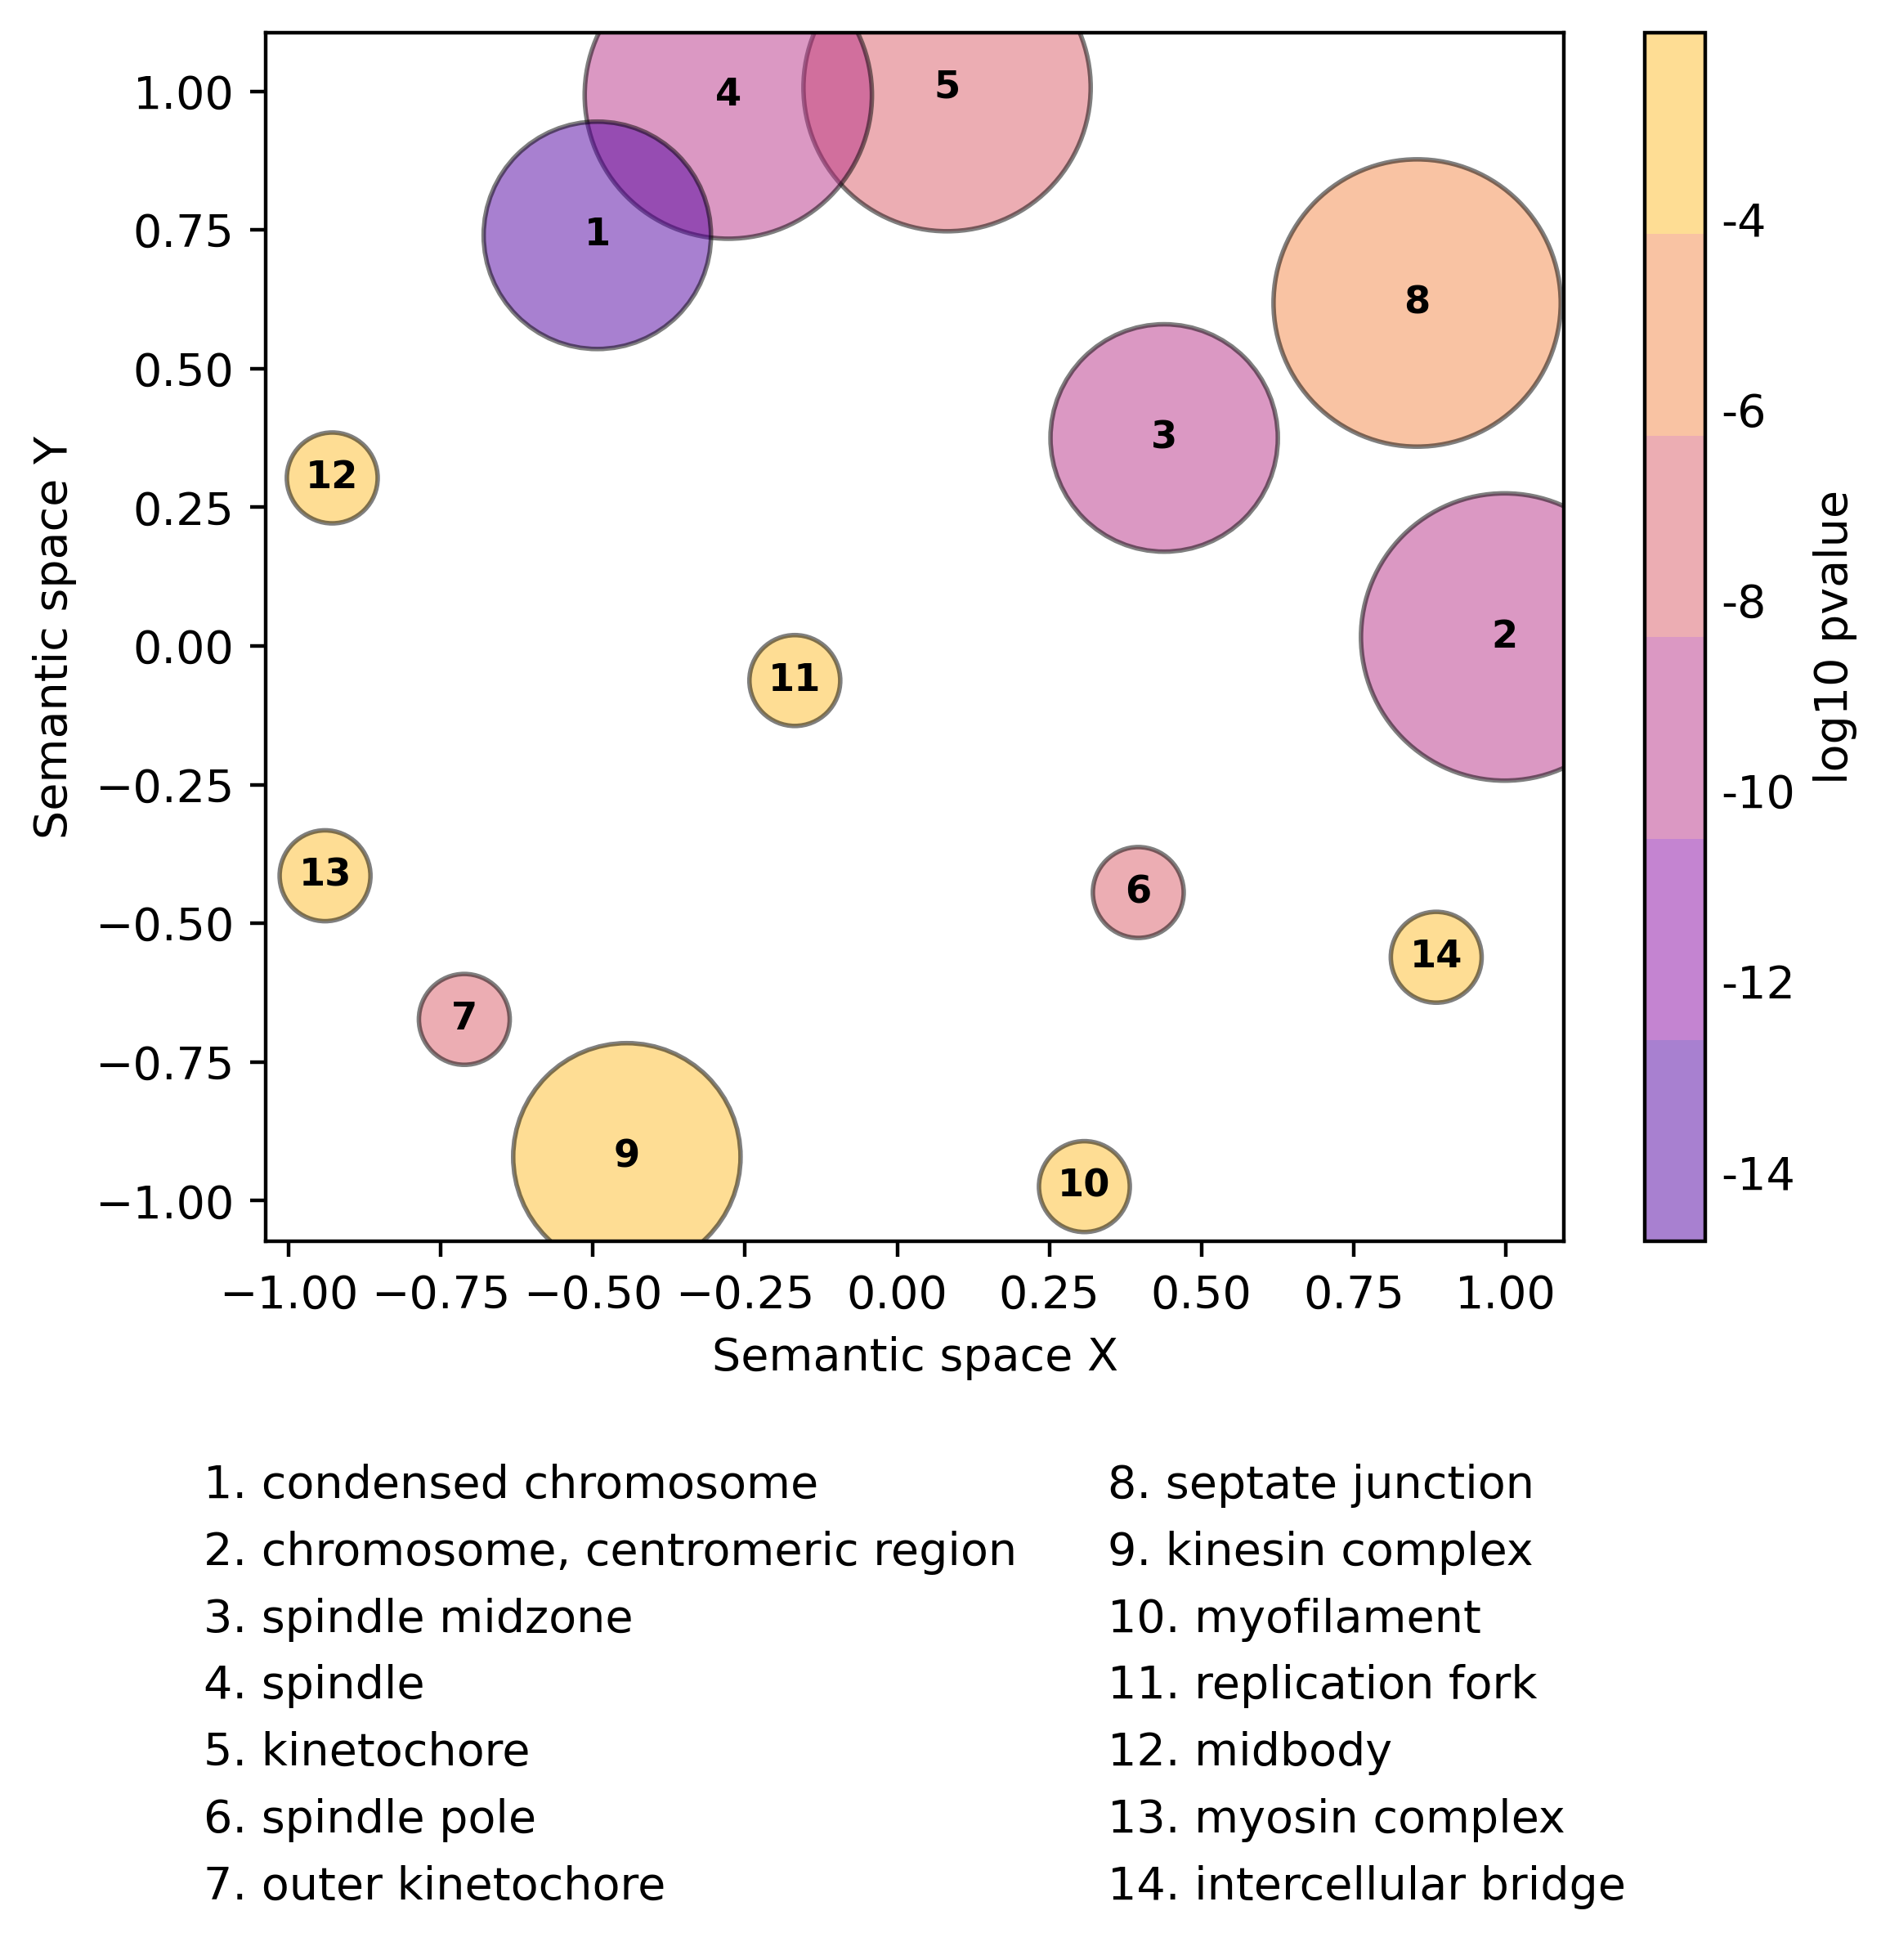 1.00
0.75
0.50
0.25
0.00
−0.25
−0.50
−0.75
−1.00
Semantic space Y
4
5
1
8
3
12
2
11
13
6
14
7
9
10
−1.00 −0.75 −0.50 −0.25 0.00 0.25 0.50 0.75 1.00
Semantic space X
-4
-6
-8
-10
-12
-14
log10 pvalue
1. condensed chromosome
2. chromosome, centromeric region
3. spindle midzone
4. spindle
5. kinetochore
6. spindle pole
7. outer kinetochore
8. septate junction
9. kinesin complex
10. myofilament
11. replication fork
12. midbody
13. myosin complex
14. intercellular bridge